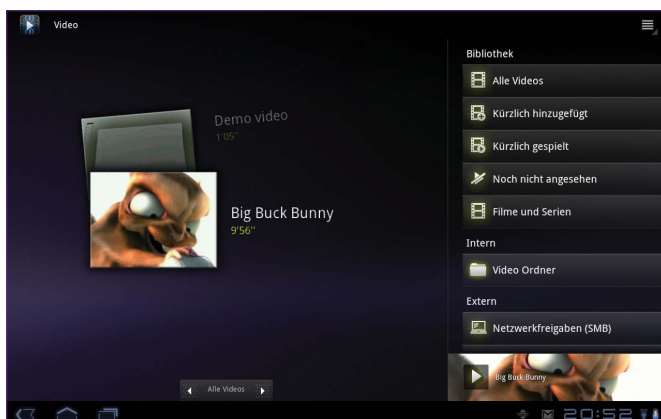 Video
Demo video
1'05''
Big Buck Bunny
9'56''
Alle Videos
Bibliothek
Alle Videos
Kürzlich hinzugefügt
Kürzlich gespielt
Noch nicht angesehen
Filme und Serien
Intern
Video Ordner
Extern
Netzwerkfreigaben (SMB)
Big Buck Bunny
20:52